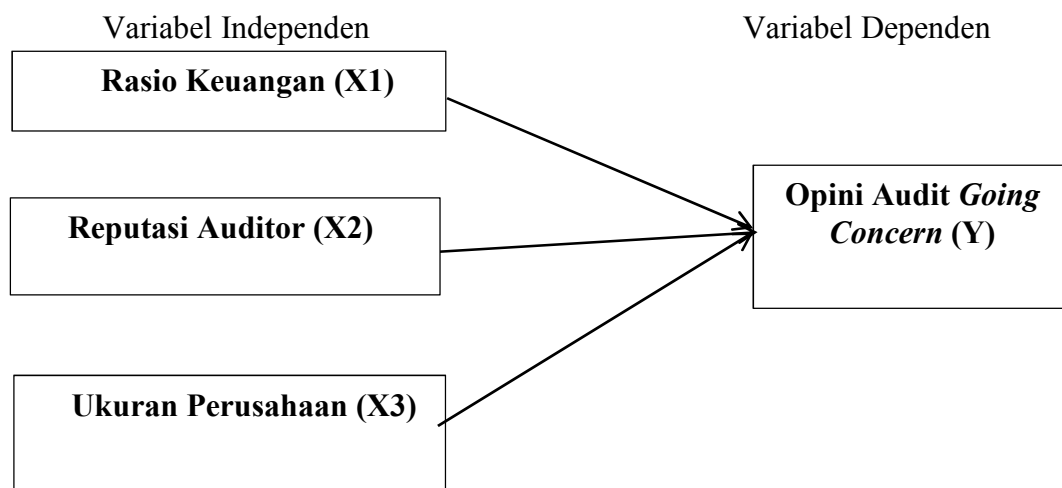 Variabel Independen
Variabel Dependen
Rasio Keuangan (X1)
Reputasi Auditor (X2)
Opini Audit Going
Concern (Y)
Ukuran Perusahaan (X3)